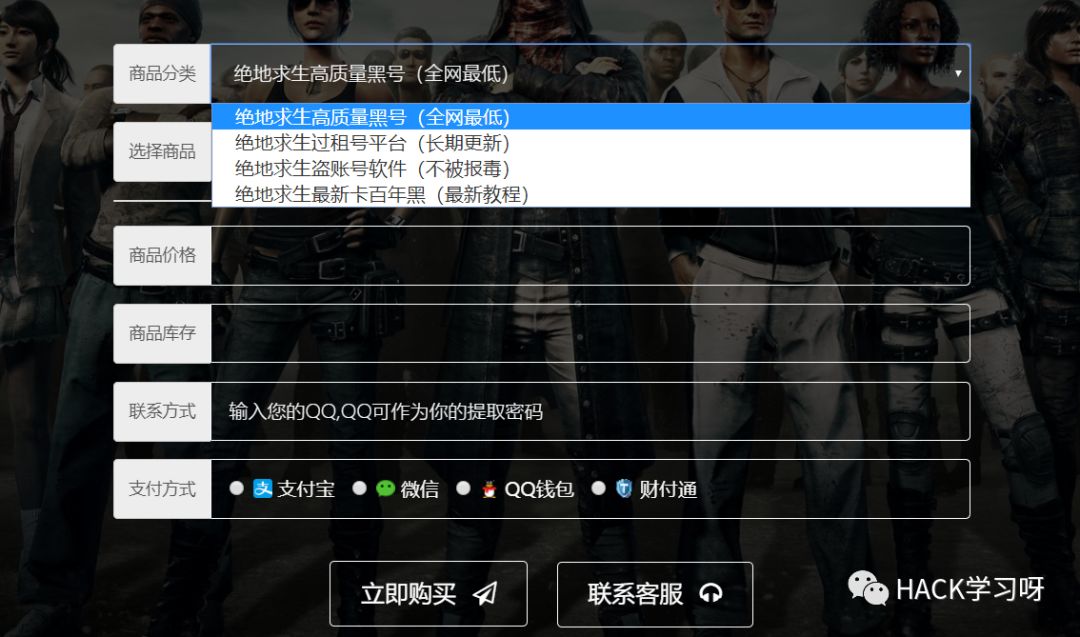 商品分类 绝地求生高质量黑号（全网最低）
绝地求生高质量黑号（全网最低）
绝地求生过租号平台（长期更新）
选择商品
绝地求生盗账号软件（不被报毒）
绝地求生最新卡百年黑（最新教程）
商品价格
商品库存
联系方式 输入您的QQ,QQ可作为你的提取密码
支付方式 支付宝 微信 QQ钱包 财付通
立即购买 联系客服
HACK学习呀